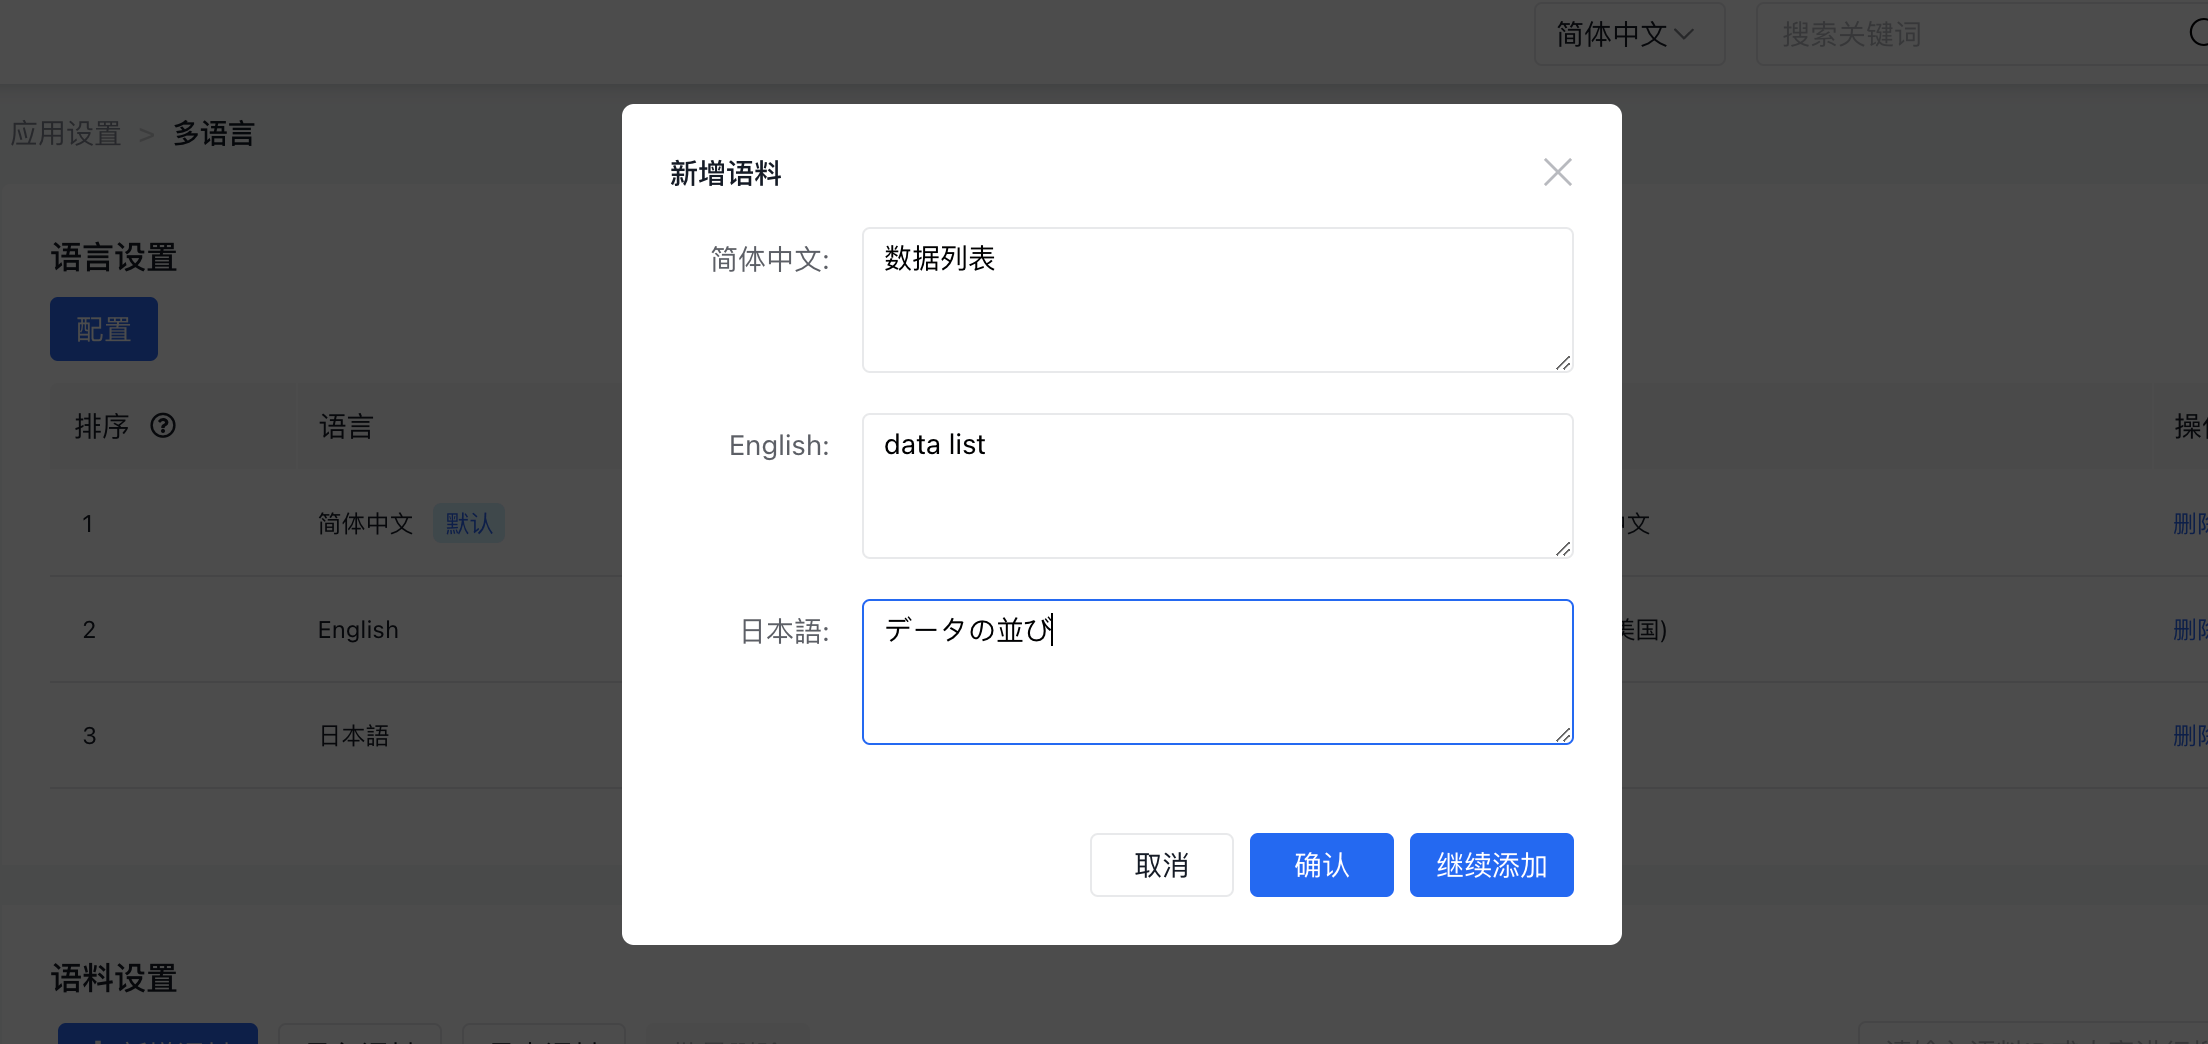 简体中文
搜索关键词
应用设置 > 多语言
新增语料
简体中文:
数据列表
English:
data list
日本語:
データの並び
取消
确认
继续添加
语言设置
配置
排序
语言
1
简体中文
默认
文
2
English
美国)
3
日本語
语料设置